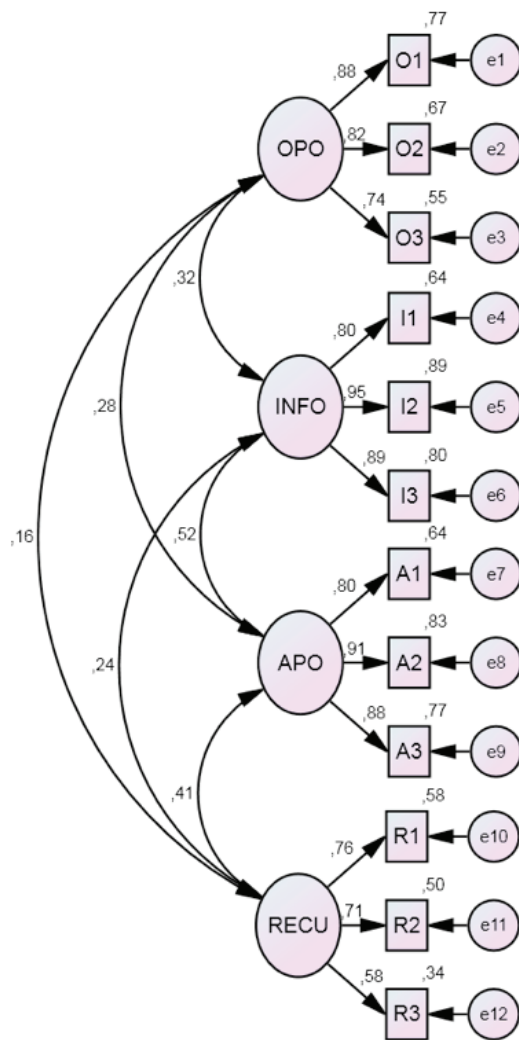 ,77
O1
e1
,88
,67
OPO
,82
O2
e2
,74
,55
O3
e3
,32
,64
,80
I1
e4
,89
INFO
,95
I2
e5
,28
,89
,80
I3
e6
,16
,52
,64
,80
A1
e7
,83
APO
,91
A2
e8
,24
,88
,77
A3
e9
,41
,58
,76
R1
e10
,50
RECU
,71
R2
e11
,58
,34
R3
e12